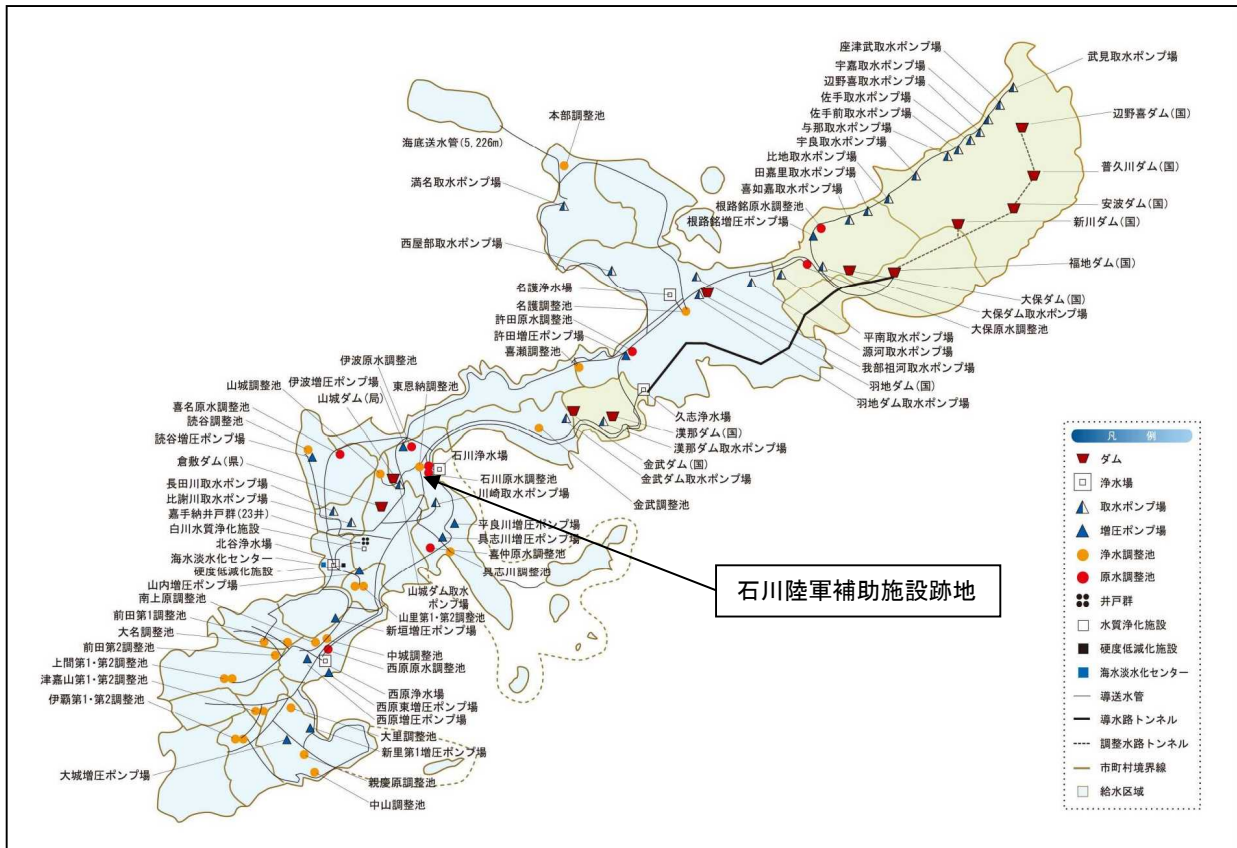 座津武取水ポンプ場
宇嘉取水ポンプ場
辺野喜取水ポンプ場
佐手取水ポンプ場
佐手前取水ポンプ場
与那取水ポンプ場
宇良取水ポンプ場
比地取水ポンプ場
田嘉里取水ポンプ場
喜如嘉取水ポンプ場
根路銘原水調整池
根路銘増圧ポンプ場
武見取水ポンプ場
辺野喜ダム(国)
普久川ダム(国)
安波ダム(国)
新川ダム(国)
福地ダム(国)
大保ダム(国)
大保ダム取水ポンプ場
大保原水調整池
平南取水ポンプ場
源河取水ポンプ場
我部祖河取水ポンプ場
羽地ダム(国)
羽地ダム取水ポンプ場
本部調整池
海底送水管(5,226m)
満名取水ポンプ場
西屋部取水ポンプ場
名護浄水場
名護調整池
許田原水調整池
許田増圧ポンプ場
喜瀬調整池
久志浄水場
漢那ダム(国)
漢那ダム取水ポンプ場
金武ダム(国)
金武ダム取水ポンプ場
金武調整池
伊波原水調整池
東恩納調整池
伊波増圧ポンプ場
山城ダム(局)
山城調整池
喜名原水調整池
読谷調整池
読谷増圧ポンプ場
倉敷ダム(県)
長田川取水ポンプ場
比謝川取水ポンプ場
嘉手納井戸群(23井)
白川水質浄化施設
北谷浄水場
海水淡水化センター
硬度低減化施設
山内増圧ポンプ場
南上原調整池
前田第1調整池
大名調整池
前田第2調整池
上間第1・第2調整池
津嘉山第1・第2調整池
伊覇第1・第2調整池
大城増圧ポンプ場
石川浄水場
石川原水調整池
川崎取水ポンプ場
平良川増圧ポンプ場
具志川増圧ポンプ場
喜仲原水調整池
具志川調整池
山城ダム取水
ポンプ場
山里第1・第2調整池
新垣増圧ポンプ場
中城調整池
西原原水調整池
西原浄水場
西原東増圧ポンプ場
西原増圧ポンプ場
大里調整池
新里第1増圧ポンプ場
親慶原調整池
中山調整池
石川陸軍補助施設跡地
凡 例
ダム
浄水場
取水ポンプ場
増圧ポンプ場
浄水調整池
原水調整池
井戸群
水質浄化施設
硬度低減化施設
海水淡水化センター
導送水管
導水路トンネル
調整水路トンネル
市町村境界線
給水区域